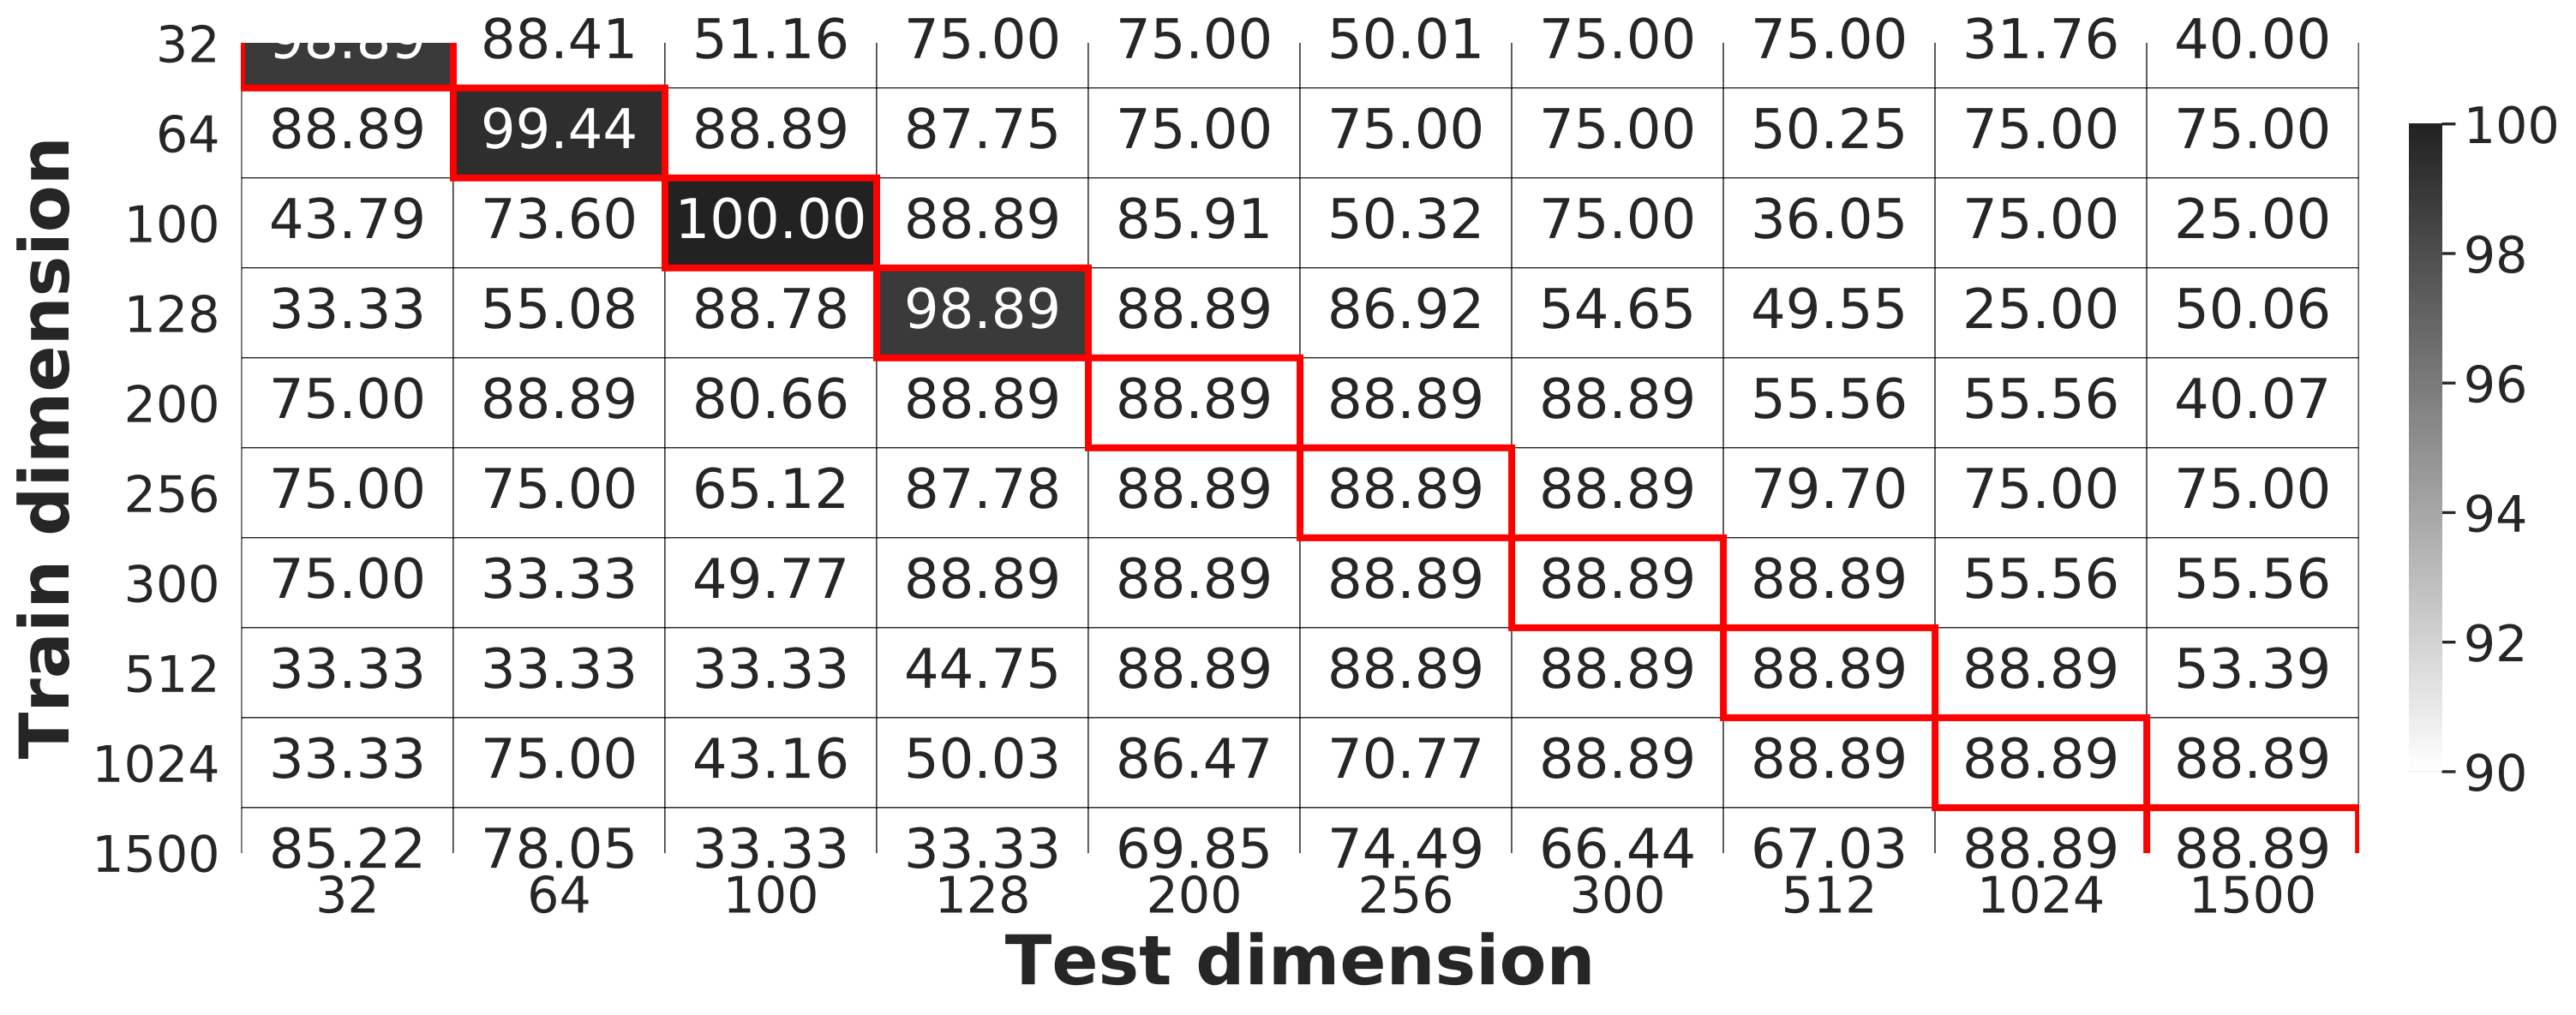 32 98.89 88.41 51.16 75.00 75.00 50.01 75.00 75.00 31.76 40.00
64 88.89 99.44 88.89 87.75 75.00 75.00 75.00 50.25 75.00 75.00
100 43.79 73.60 100.00 88.89 85.91 50.32 75.00 36.05 75.00 25.00
128 33.33 55.08 88.78 98.89 88.89 86.92 54.65 49.55 25.00 50.06
200 75.00 88.89 80.66 88.89 88.89 88.89 88.89 55.56 55.56 40.07
256 75.00 75.00 65.12 87.78 88.89 88.89 88.89 79.70 75.00 75.00
300 75.00 33.33 49.77 88.89 88.89 88.89 88.89 88.89 55.56 55.56
512 33.33 33.33 33.33 44.75 88.89 88.89 88.89 88.89 88.89 53.39
1024 33.33 75.00 43.16 50.03 86.47 70.77 88.89 88.89 88.89 88.89
1500 85.22 78.05 33.33 33.33 69.85 74.49 66.44 67.03 88.89 88.89
32 64 100 128 200 256 300 512 1024 1500
Test dimension
Train dimension
100
98
96
94
92
90